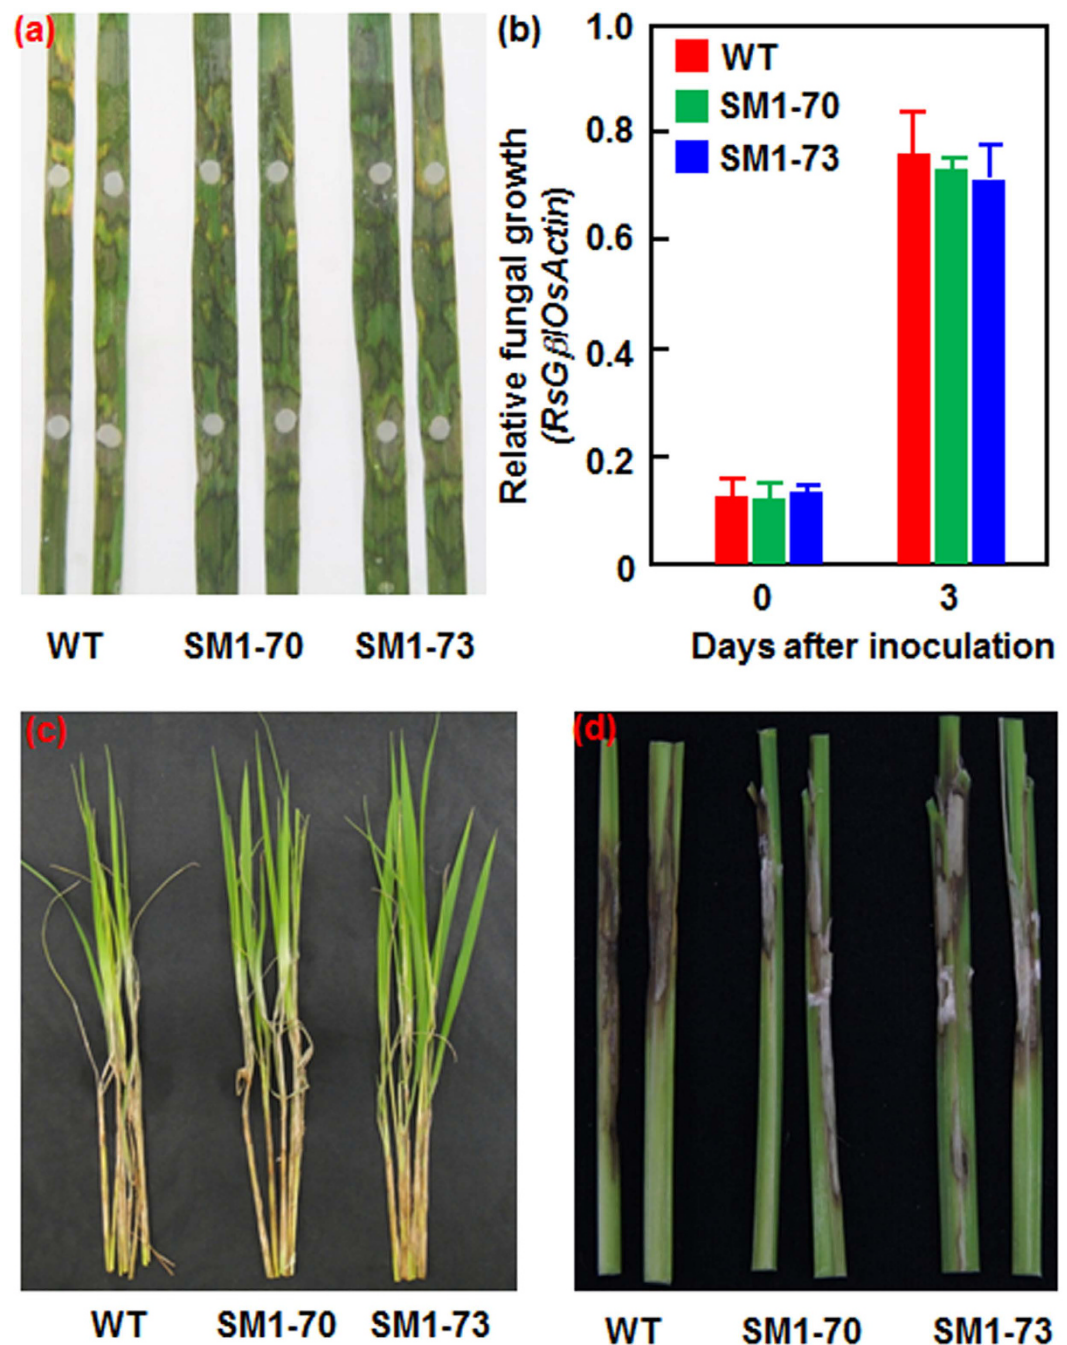 (a)
WT SM1-70 SM1-73
(b)
1.0
0.8
0.6
0.4
0.2
0
Relative fungal growth
(RsGβ/OsActin)
WT
SM1-70
SM1-73
0 3
Days after inoculation
(c)
WT SM1-70 SM1-73
(d)
WT SM1-70 SM1-73